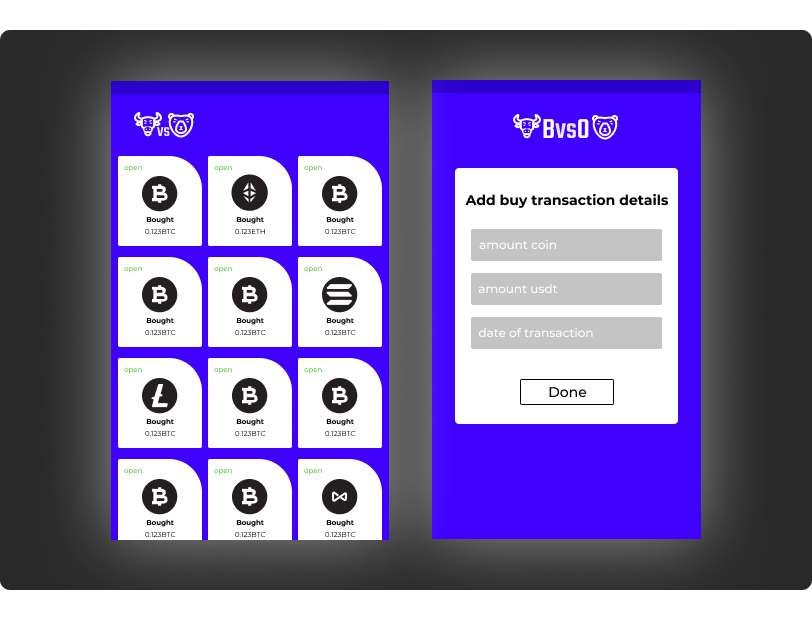 vs
open open open
Bought Bought Bought
0.123BTC 0.123ETH 0.123BTC
open open open
Bought Bought Bought
0.123BTC 0.123BTC 0.123BTC
open open open
Bought Bought Bought
0.123BTC 0.123BTC 0.123BTC
open open open
Bought Bought Bought
0.123BTC 0.123BTC 0.123BTC
BvsO
Add buy transaction details
amount coin
amount usdt
date of transaction
Done